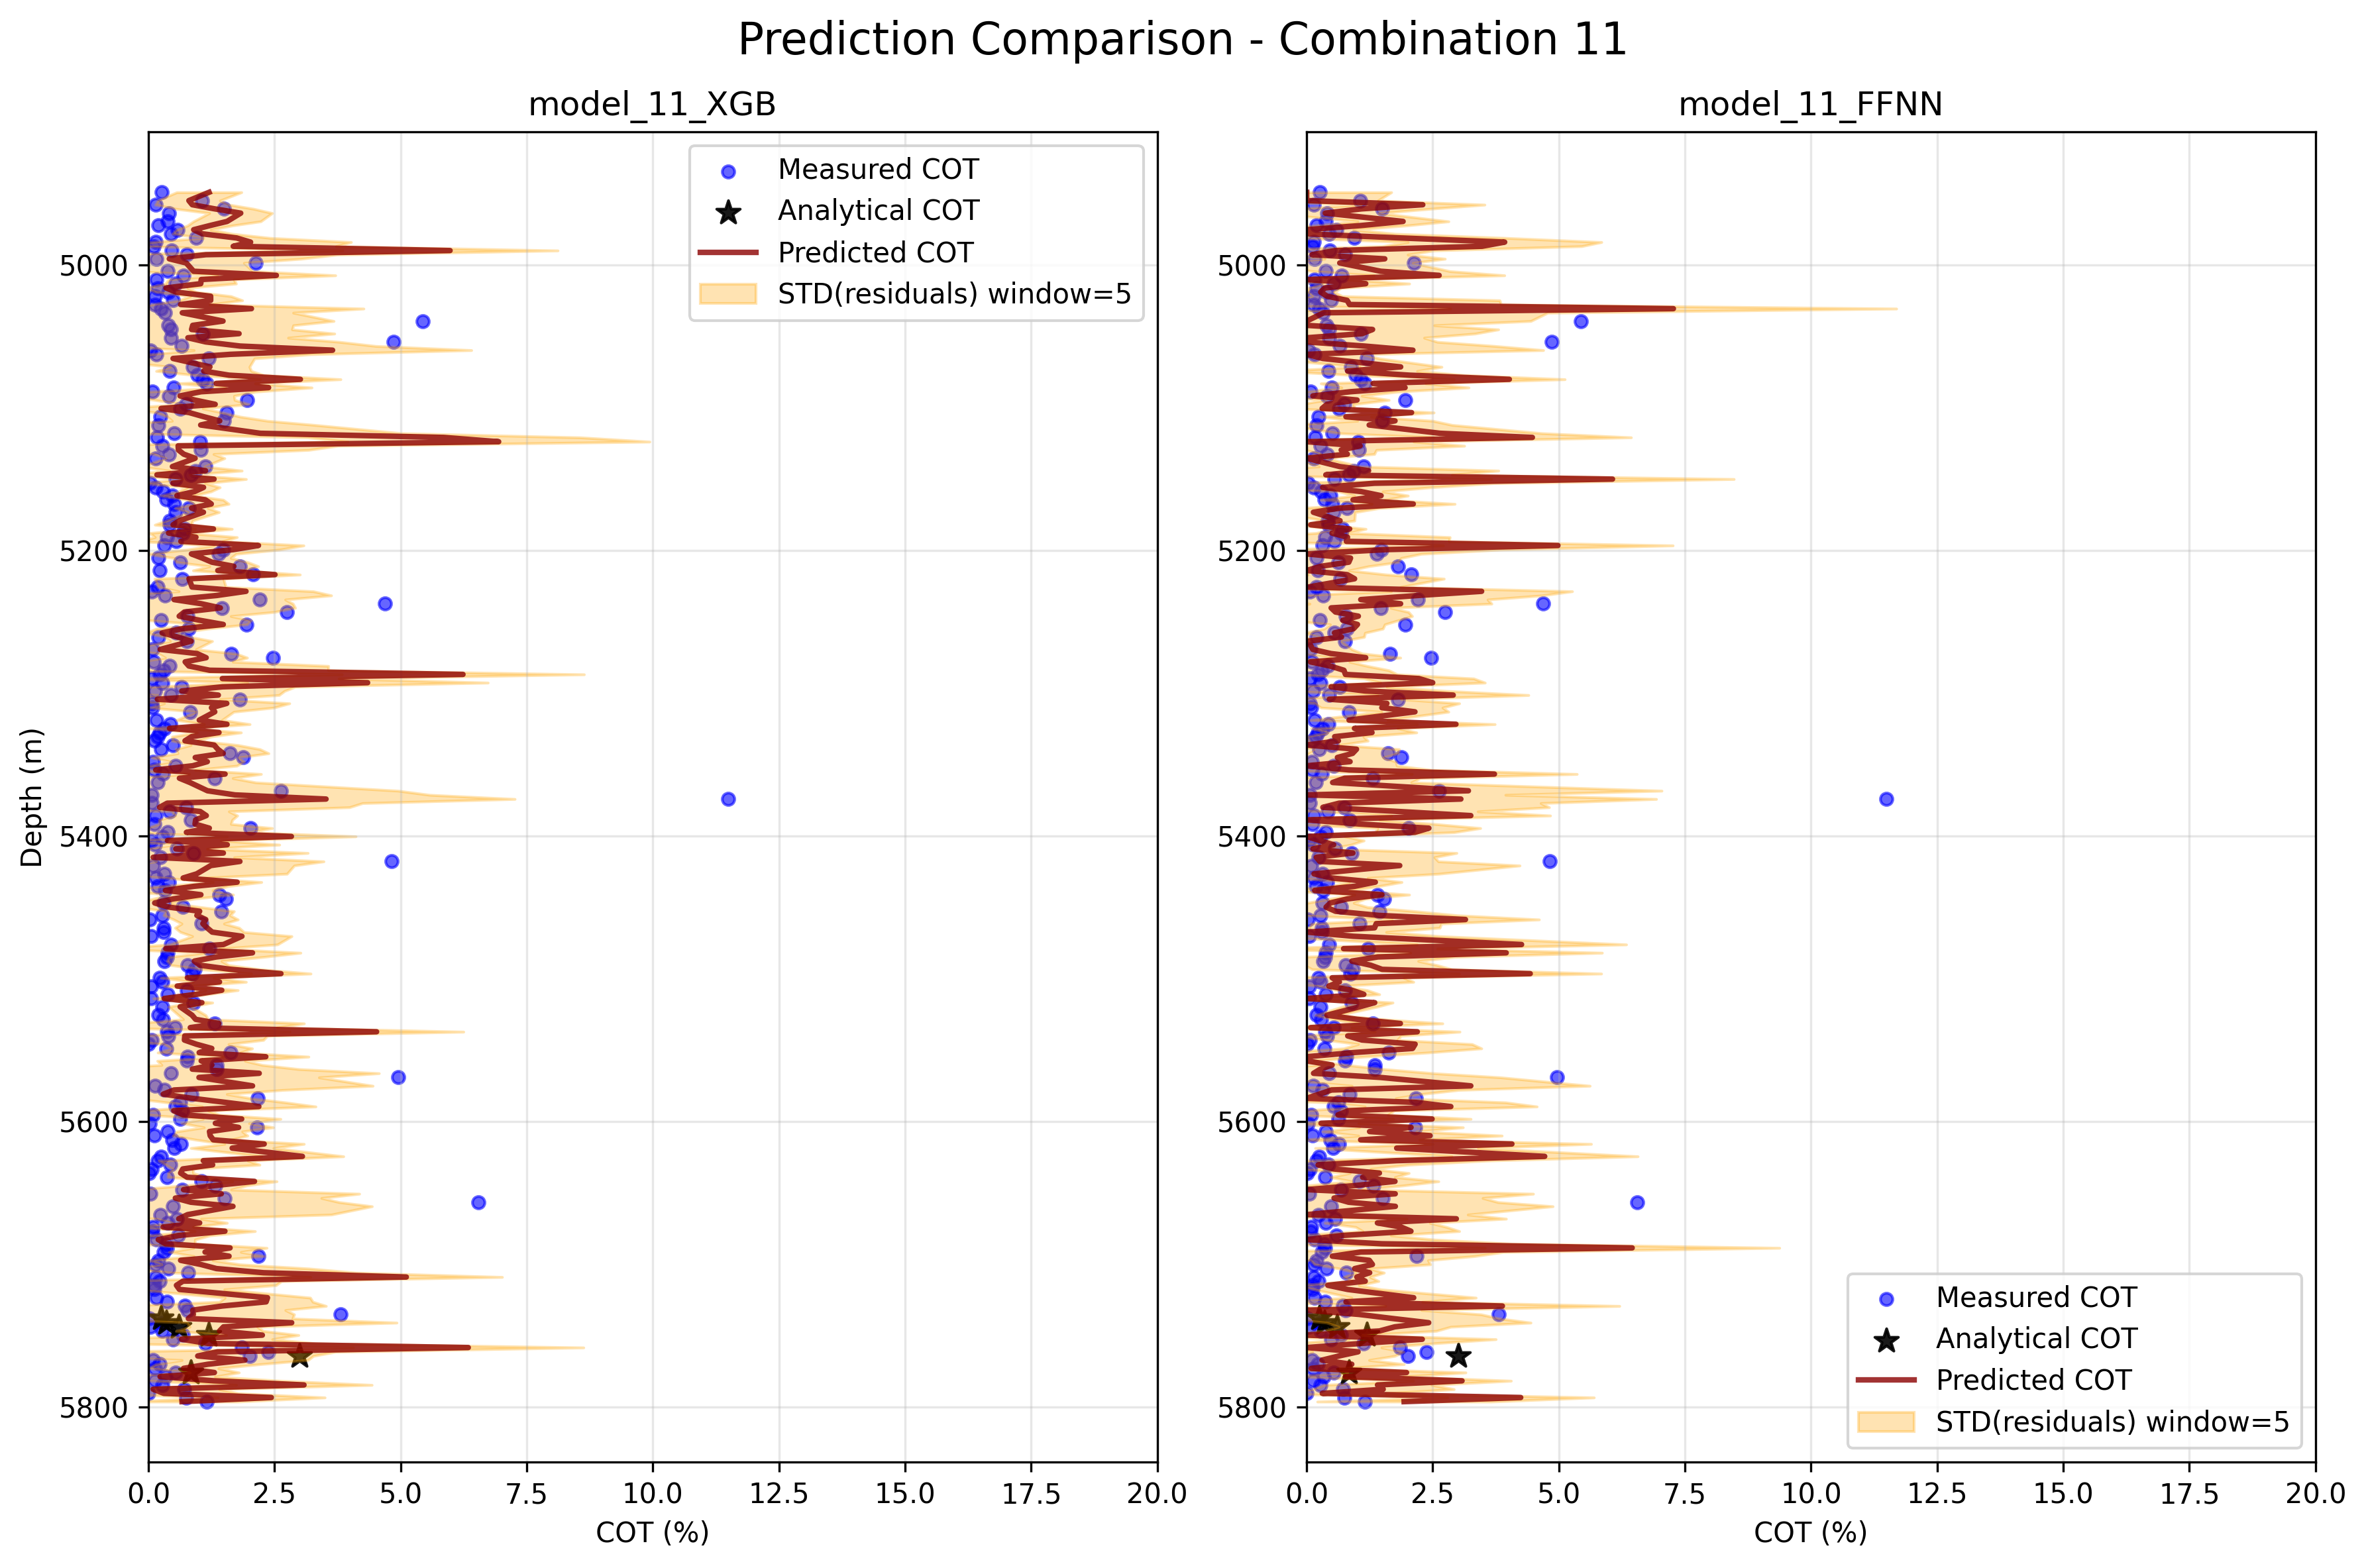 Prediction Comparison - Combination 11
model_11_XGB
Measured COT
Analytical COT
Predicted COT
STD(residuals) window=5
5000
5200
5400
5600
5800
Depth (m)
0.0 2.5 5.0 7.5 10.0 12.5 15.0 17.5 20.0
COT (%)
model_11_FFNN
5000
5200
5400
5600
5800
Measured COT
Analytical COT
Predicted COT
STD(residuals) window=5
0.0 2.5 5.0 7.5 10.0 12.5 15.0 17.5 20.0
COT (%)